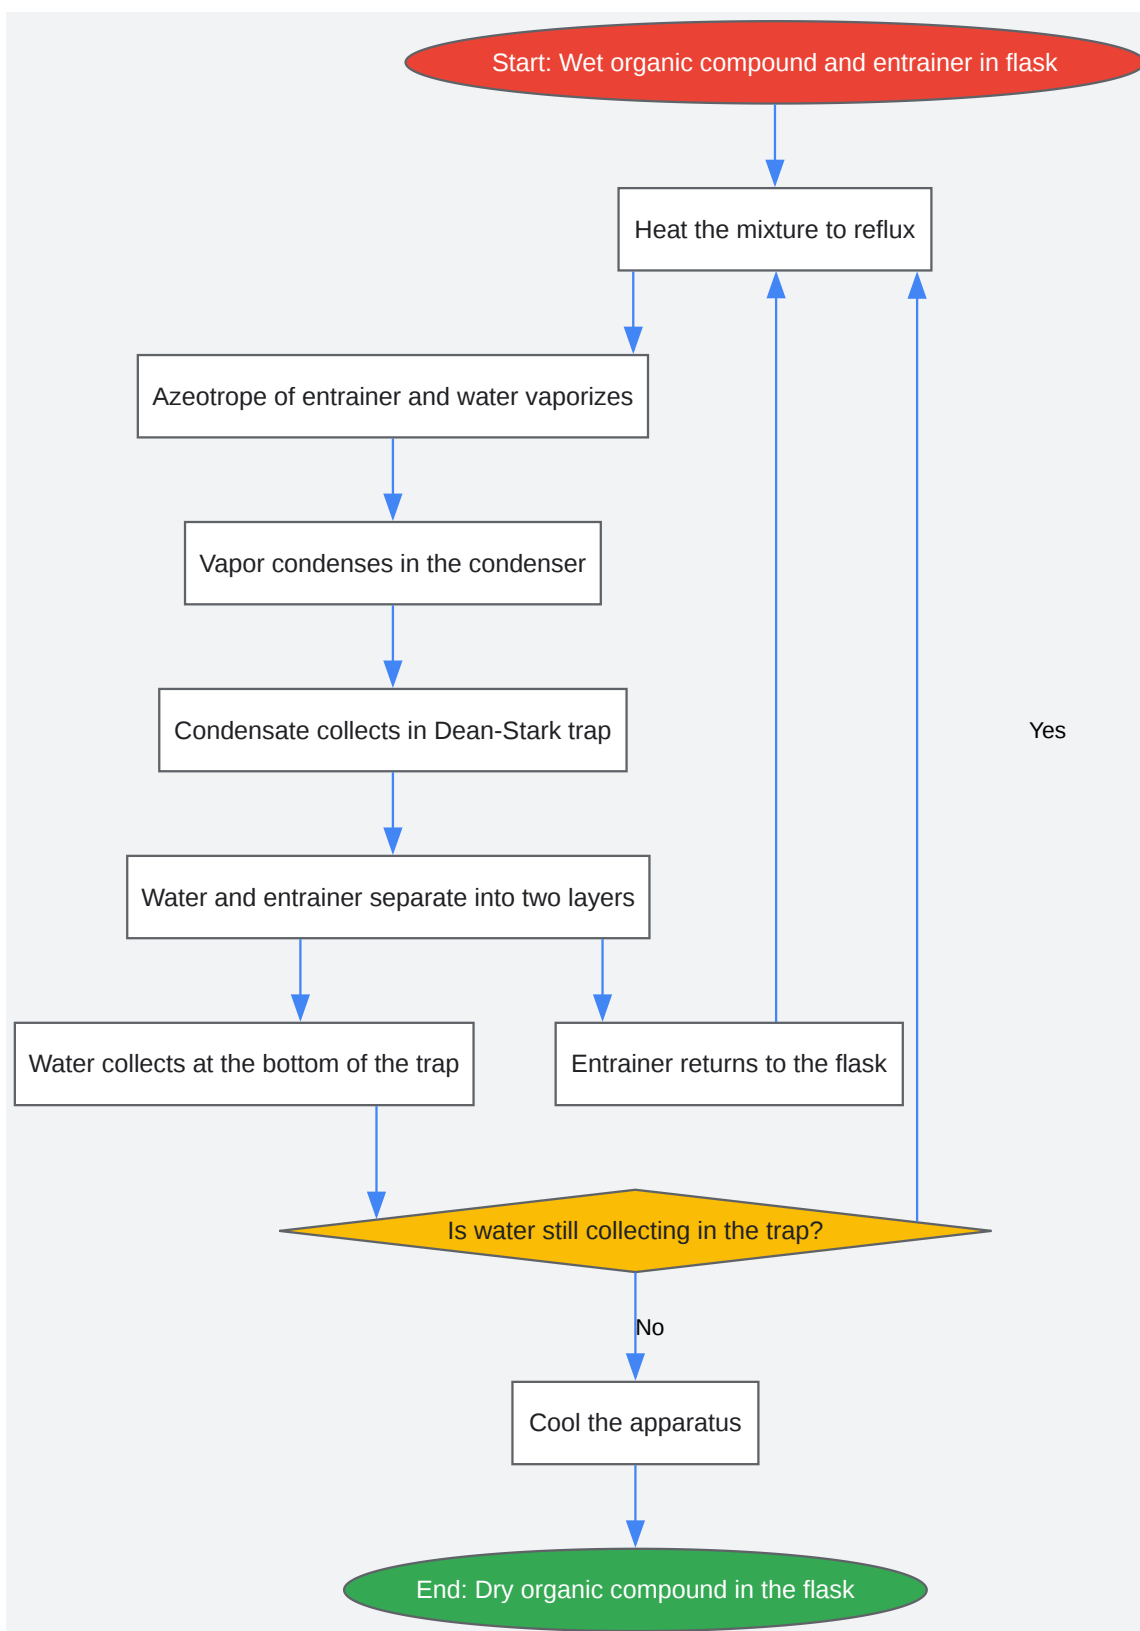 Start: Wet organic compound and entrainer in flask
Heat the mixture to reflux
Azeotrope of entrainer and water vaporizes
Vapor condenses in the condenser
Condensate collects in Dean-Stark trap
Yes
Water and entrainer separate into two layers
Water collects at the bottom of the trap
Entrainer returns to the flask
Is water still collecting in the trap?
No
Cool the apparatus
End: Dry organic compound in the flask